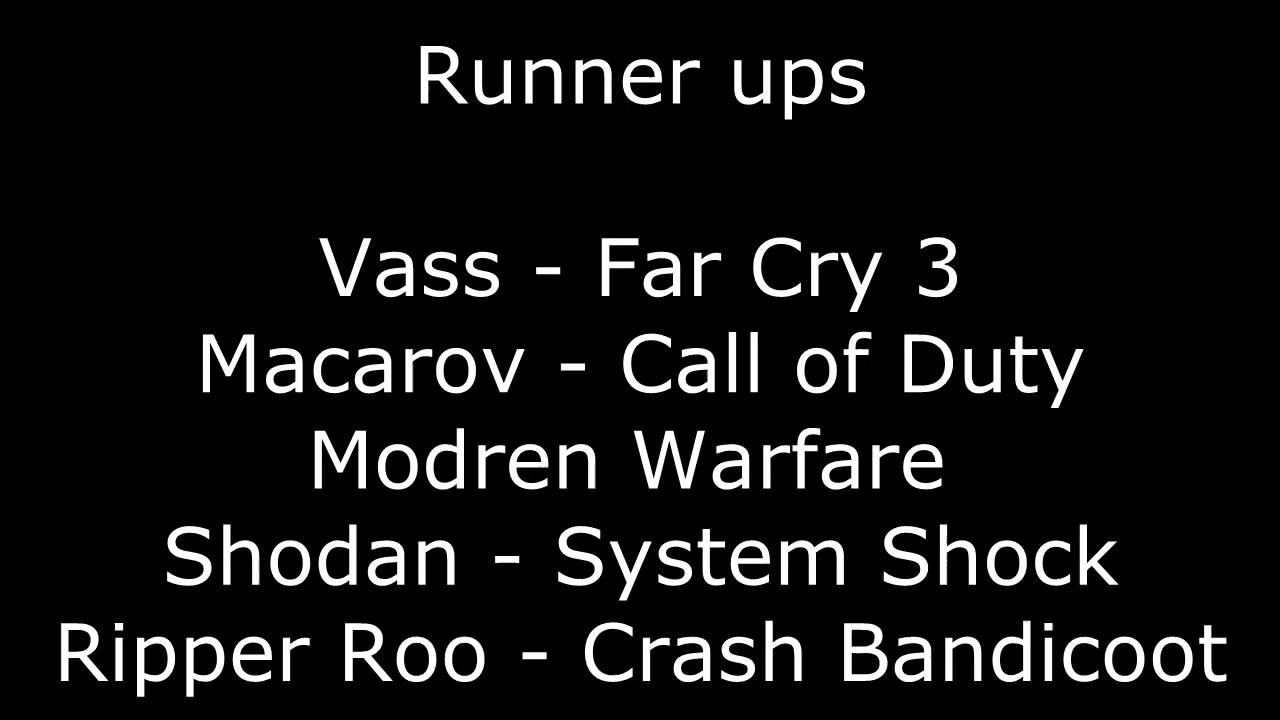 Runner ups
Vass - Far Cry 3
Macarov - Call of Duty
Modren Warfare
Shodan - System Shock
Ripper Roo - Crash Bandicoot